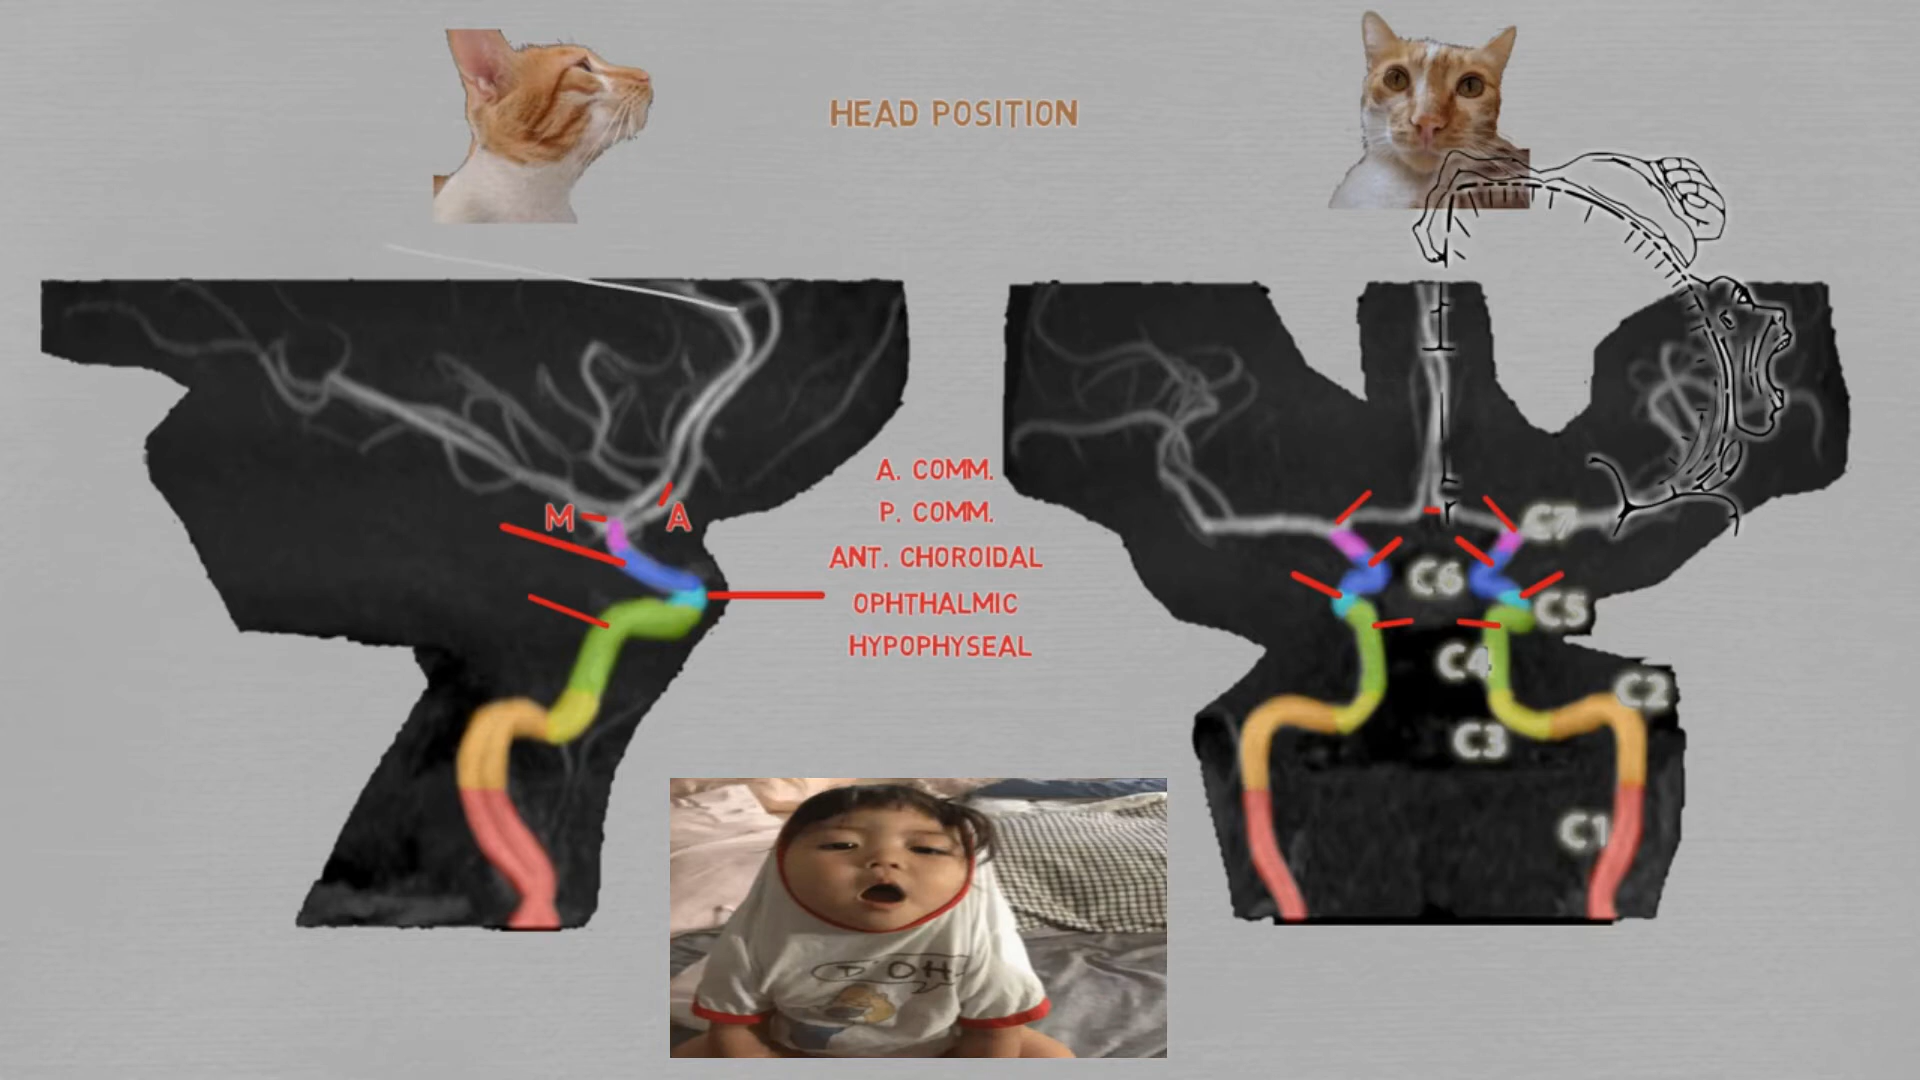 HEAD POSITION
M
A
A. COMM.
P. COMM.
ANT. CHOROIDAL
OPHTHALMIC
HYPOPHYSEAL
C7
C6
C5
C4
C2
C3
C1
D'OH!